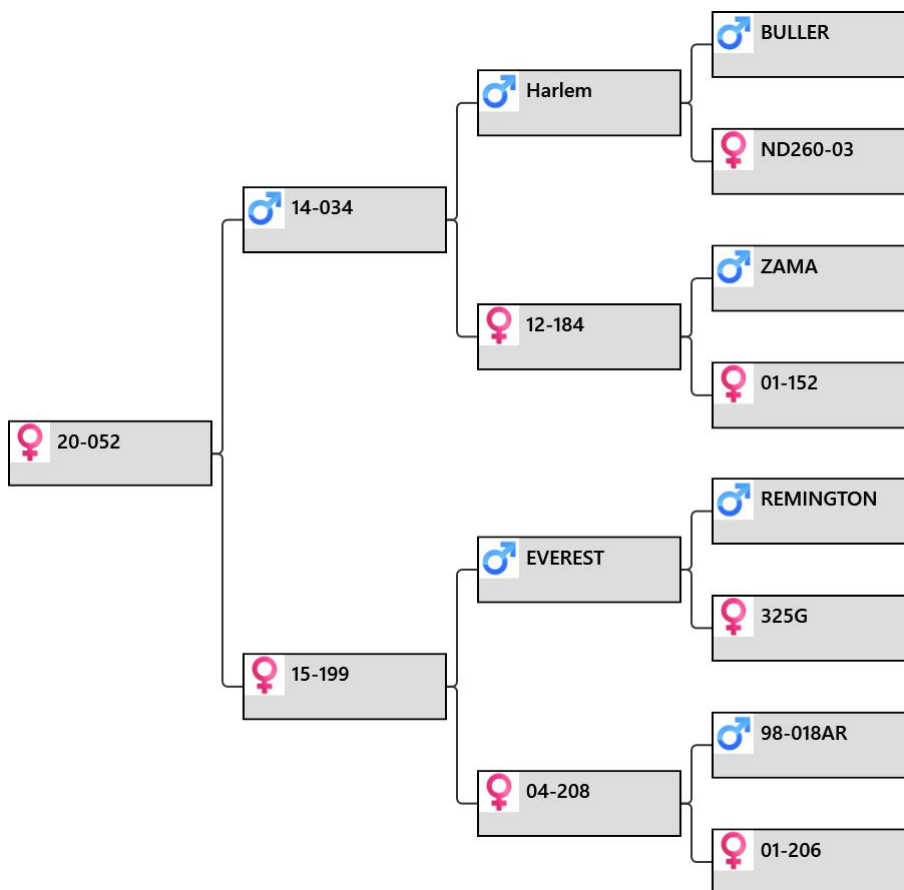 BULLER
Harlem
ND260-03
14-034
ZAMA
12-184
01-152
20-052
REMINGTON
EVEREST
325G
15-199
98-018AR
04-208
01-206